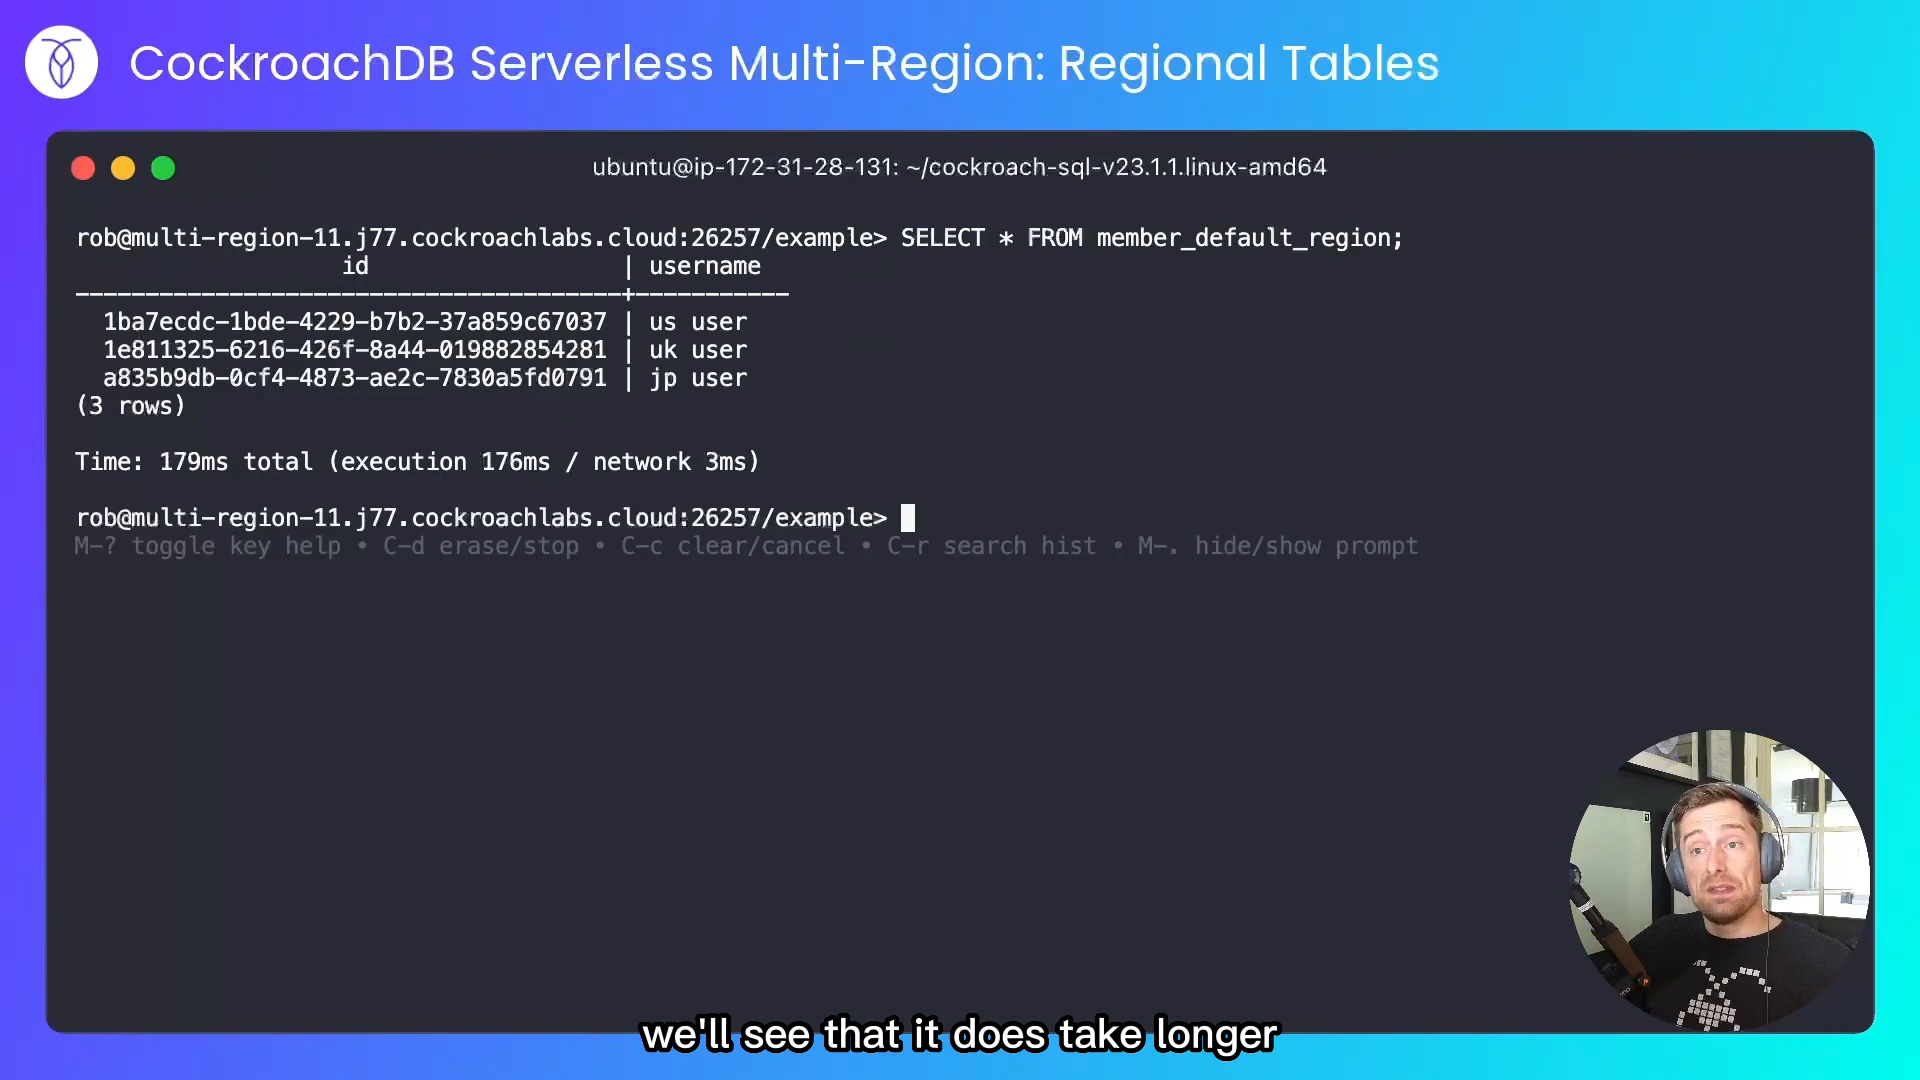 CockroachDB Serverless Multi-Region: Regional Tables
ubuntu@ip-172-31-28-131: ~/cockroach-sql-v23.1.1.linux-amd64
rob@multi-region-11.j77.cockroachlabs.cloud:26257/example> SELECT * FROM member_default_region;
id | username
---------------------------------------+-----------
1ba7ecdc-1bde-4229-b7b2-37a859c67037 | us user
1e811325-6216-426f-8a44-019882854281 | uk user
a835b9db-0cf4-4873-ae2c-7830a5fd0791 | jp user
(3 rows)
Time: 179ms total (execution 176ms / network 3ms)
rob@multi-region-11.j77.cockroachlabs.cloud:26257/example>
M-? toggle key help • C-d erase/stop • C-c clear/cancel • C-r search hist • M-. hide/show prompt
we'll see that it does take longer